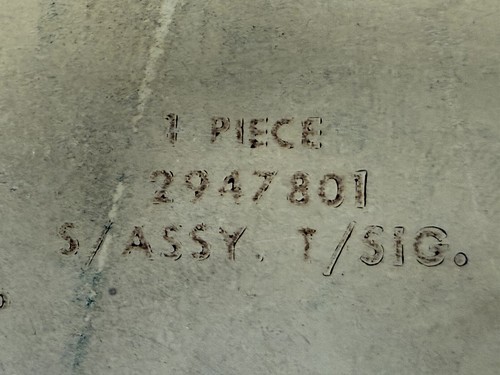 1 PIECE
2947801
S/ASSY. T/SIG.